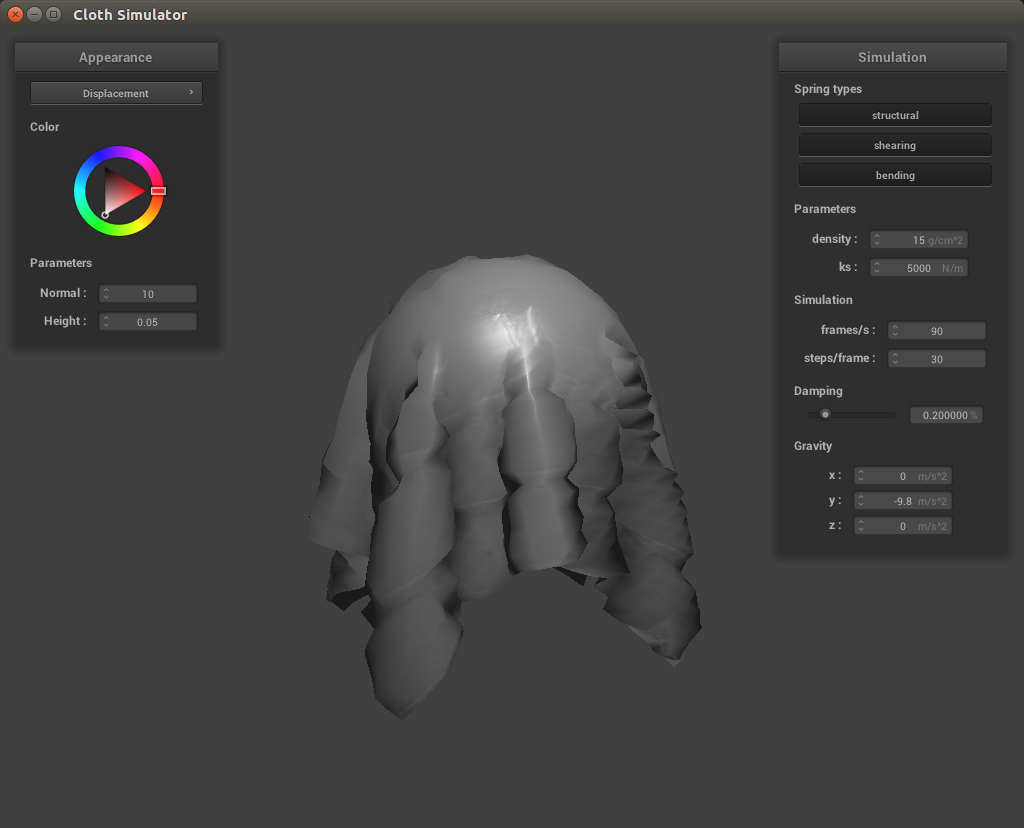 Cloth Simulator
Appearance
Displacement ›
Color
Parameters
Normal : 10
Height : 0.05
Simulation
Spring types
structural
shearing
bending
Parameters
density : 15 g/cm^2
ks : 5000 N/m
Simulation
frames/s : 90
steps/frame : 30
Damping
0.200000 %
Gravity
x : 0 m/s^2
y : -9.8 m/s^2
z : 0 m/s^2